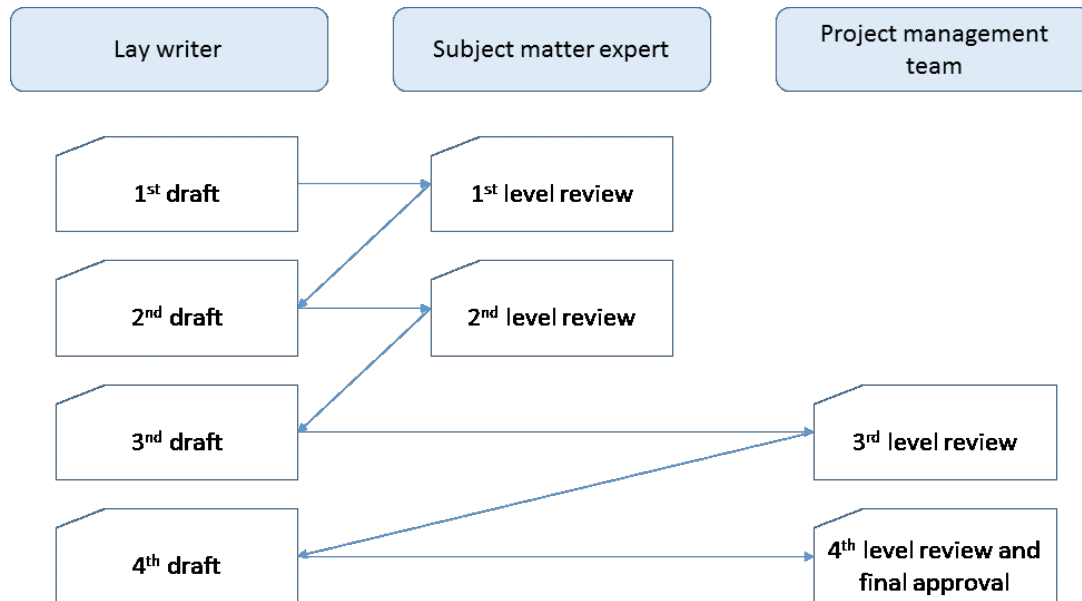 Lay writer
Subject matter expert
Project management
team
1st draft
1st level review
2nd draft
2nd level review
3nd draft
3rd level review
4th draft
4th level review and
final approval